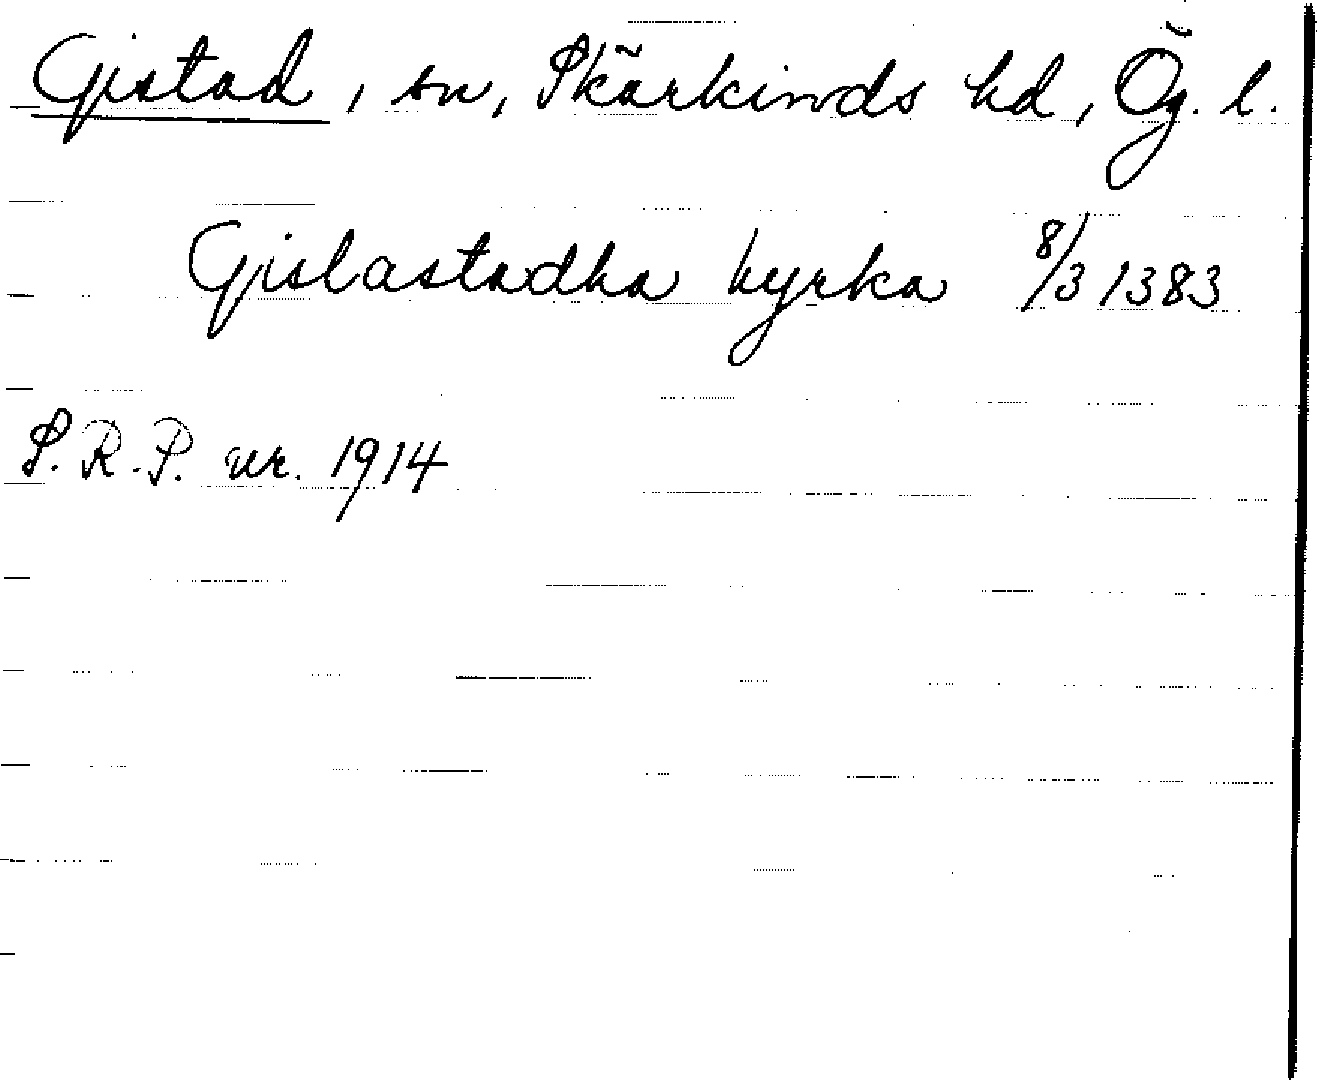 Gistad, sn, Skärkinds hd, Ög. l.
Gislastadha kyrka 8/3 1383
S.R.P. nr. 1914